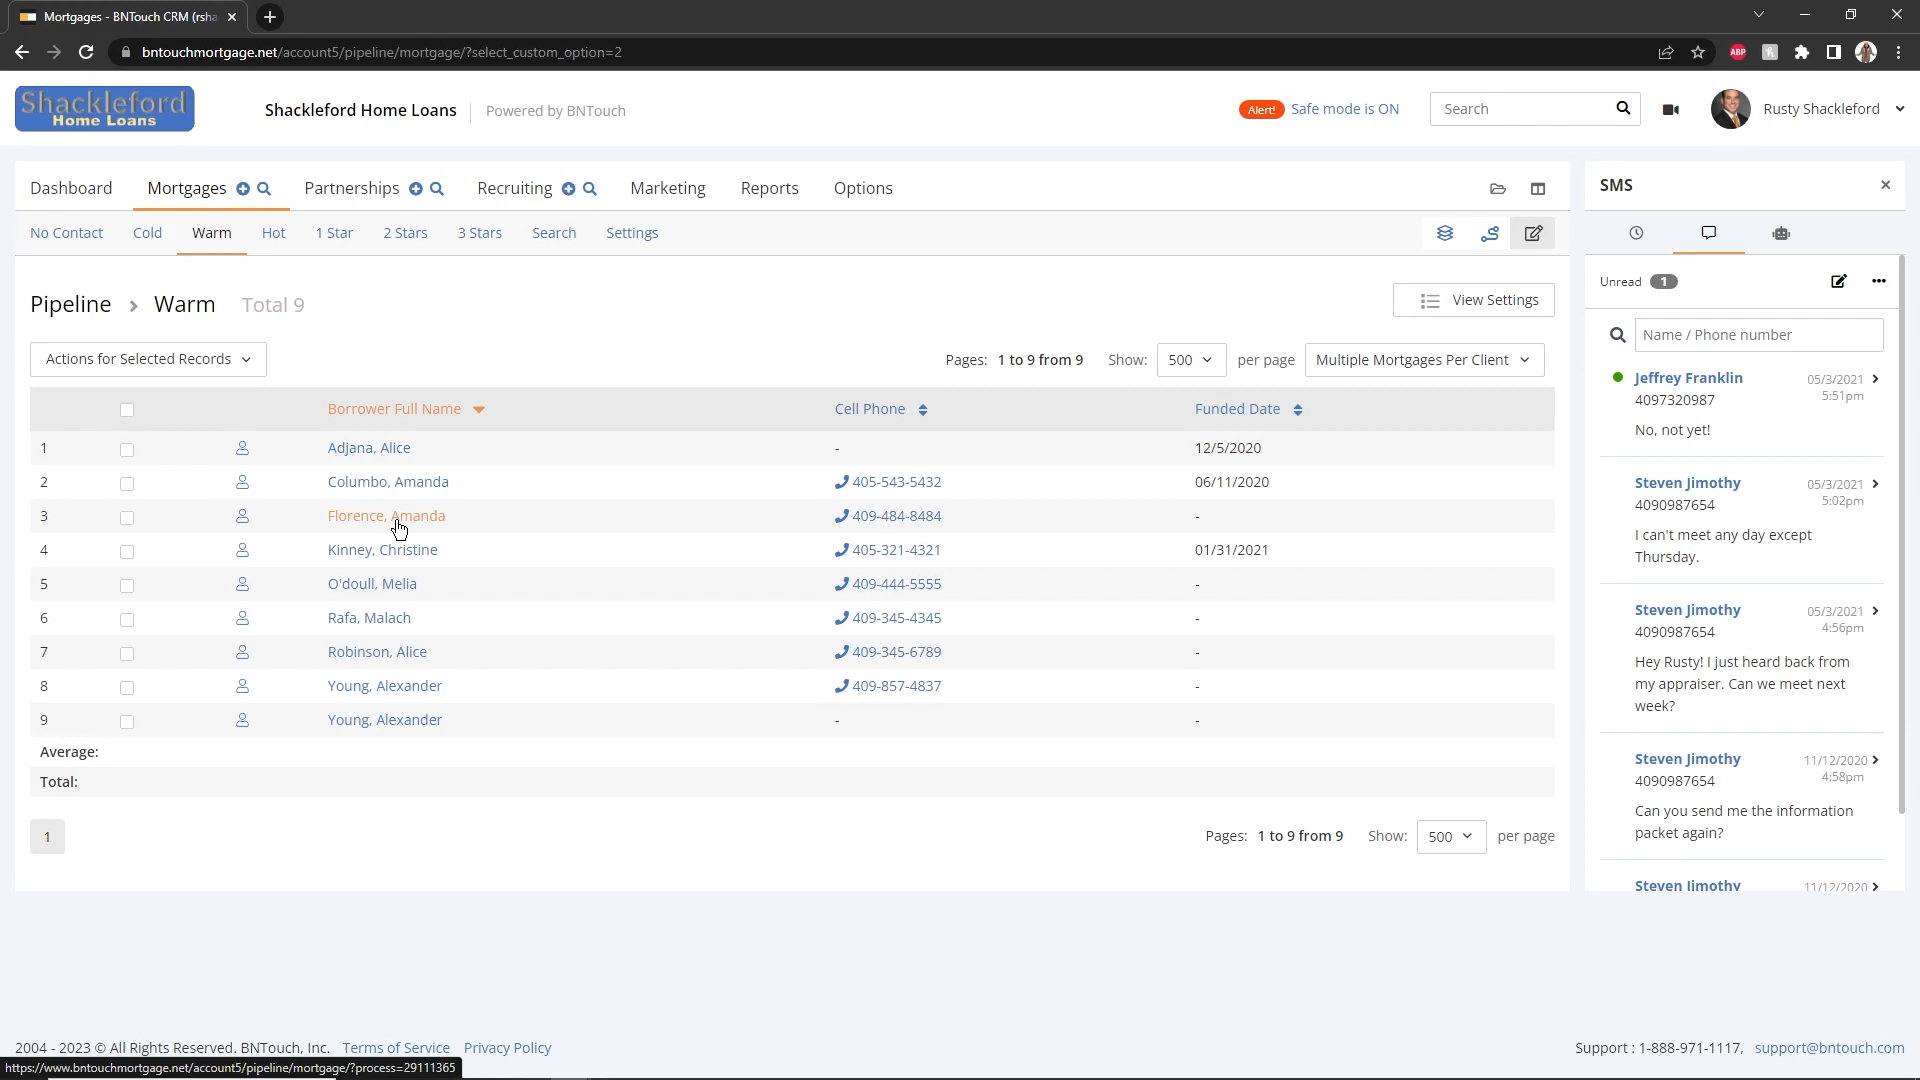 Mortgages - BNTouch CRM (rsha
bntouchmortgage.net/account5/pipeline/mortgage/?select_custom_option=2
ABP
Shackleford
Home Loans
Shackleford Home Loans Powered by BNTouch
Alert! Safe mode is ON
Search
Rusty Shackleford
Dashboard Mortgages Partnerships Recruiting Marketing Reports Options
No Contact Cold Warm Hot 1 Star 2 Stars 3 Stars Search Settings
Pipeline > Warm Total 9
View Settings
Actions for Selected Records
Pages: 1 to 9 from 9 Show: 500 per page Multiple Mortgages Per Client
Borrower Full Name Cell Phone Funded Date
1 Adjana, Alice - 12/5/2020
2 Columbo, Amanda 405-543-5432 06/11/2020
3 Florence, Amanda 409-484-8484 -
4 Kinney, Christine 405-321-4321 01/31/2021
5 O'doull, Melia 409-444-5555 -
6 Rafa, Malach 409-345-4345 -
7 Robinson, Alice 409-345-6789 -
8 Young, Alexander 409-857-4837 -
9 Young, Alexander - -
Average:
Total:
1
Pages: 1 to 9 from 9 Show: 500 per page
SMS
Unread 1
Name / Phone number
Jeffrey Franklin 05/3/2021
4097320987 5:51pm
No, not yet!
Steven Jimothy 05/3/2021
4090987654 5:02pm
I can't meet any day except
Thursday.
Steven Jimothy 05/3/2021
4090987654 4:56pm
Hey Rusty! I just heard back from
my appraiser. Can we meet next
week?
Steven Jimothy 11/12/2020
4090987654 4:58pm
Can you send me the information
packet again?
Steven Jimothy 11/12/2020
2004 - 2023 © All Rights Reserved. BNTouch, Inc. Terms of Service Privacy Policy
Support : 1-888-971-1117, support@bntouch.com
https://www.bntouchmortgage.net/account5/pipeline/mortgage/?process=29111365